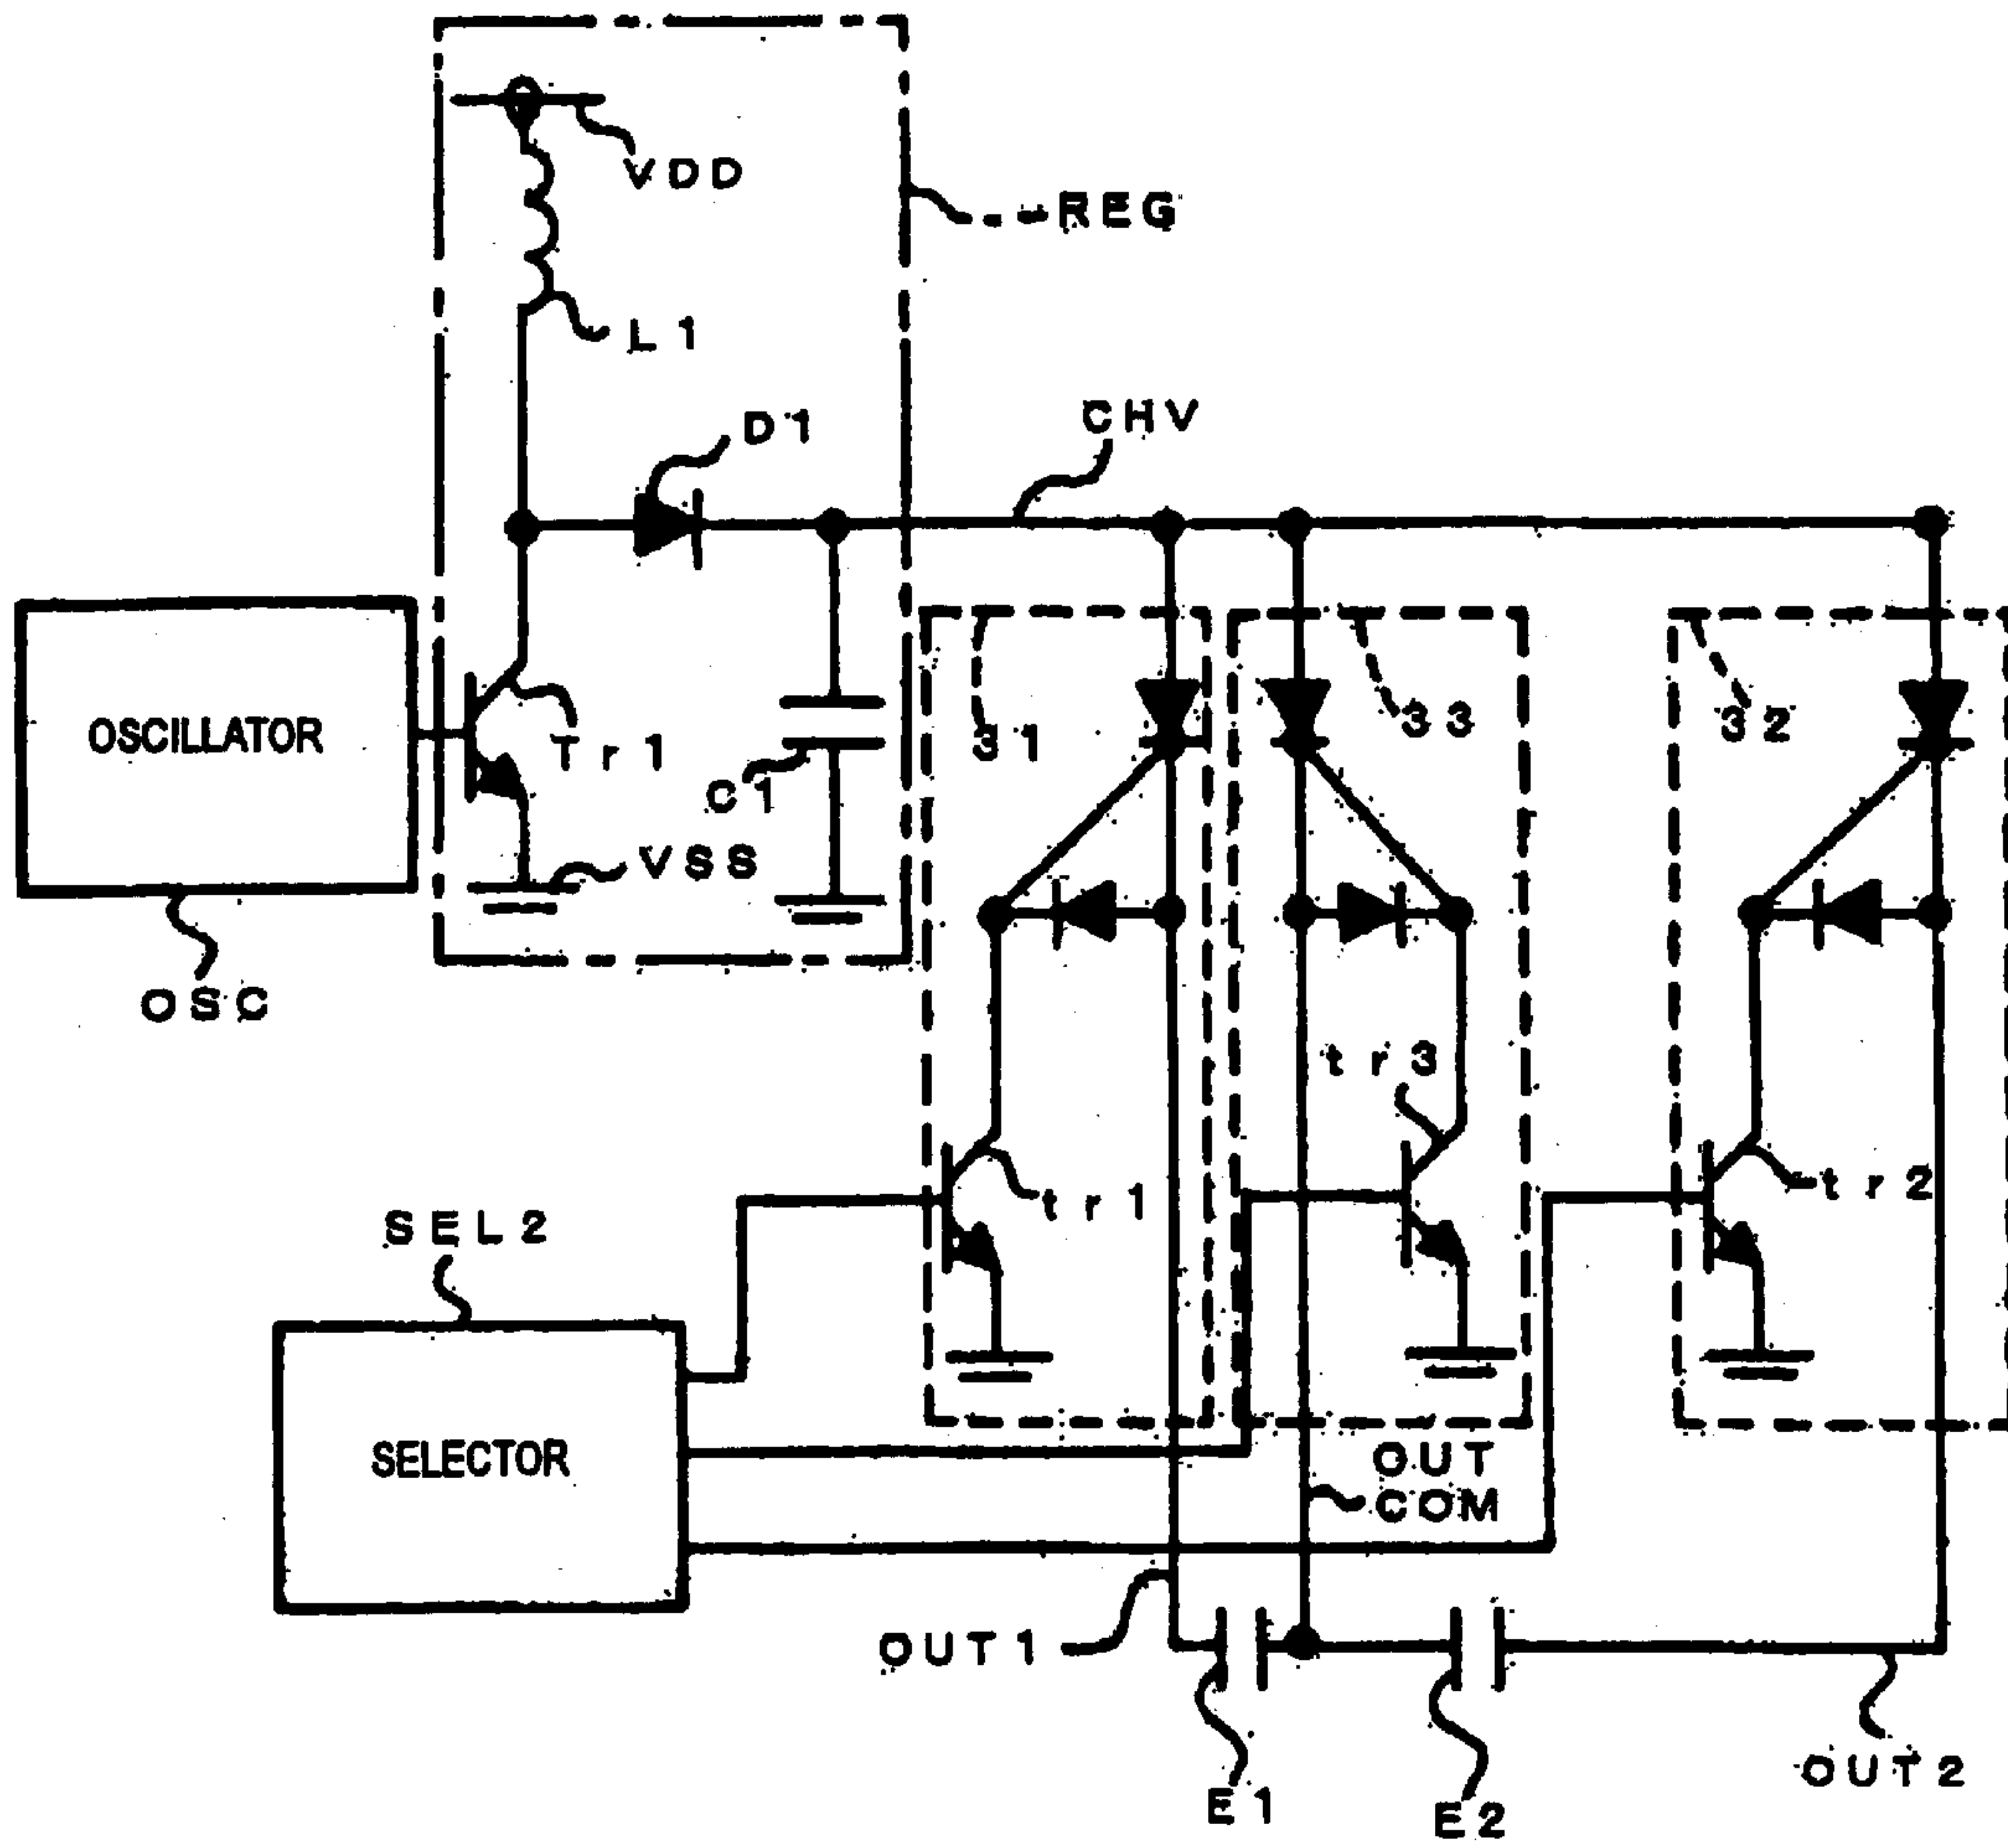 VDD
REG
L1
D1
CHV
OSCILLATOR
Tr1
31
33
32
C1
VSS
OSC
tr3
tr1
tr2
SEL2
SELECTOR
OUT
COM
OUT1
OUT2
E1
E2